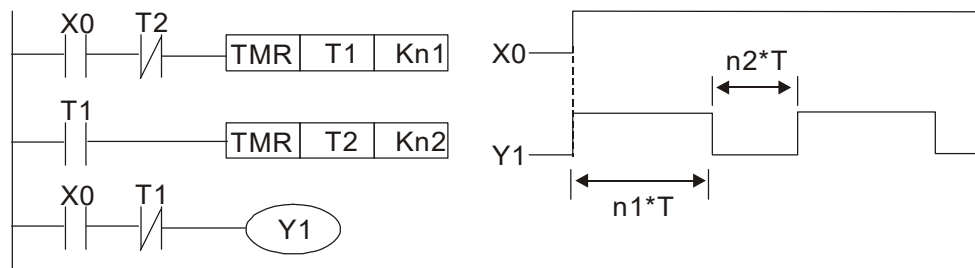 X0 T2
TMR T1 Kn1
T1
TMR T2 Kn2
X0 T1
Y1
X0
n2*T
Y1
n1*T